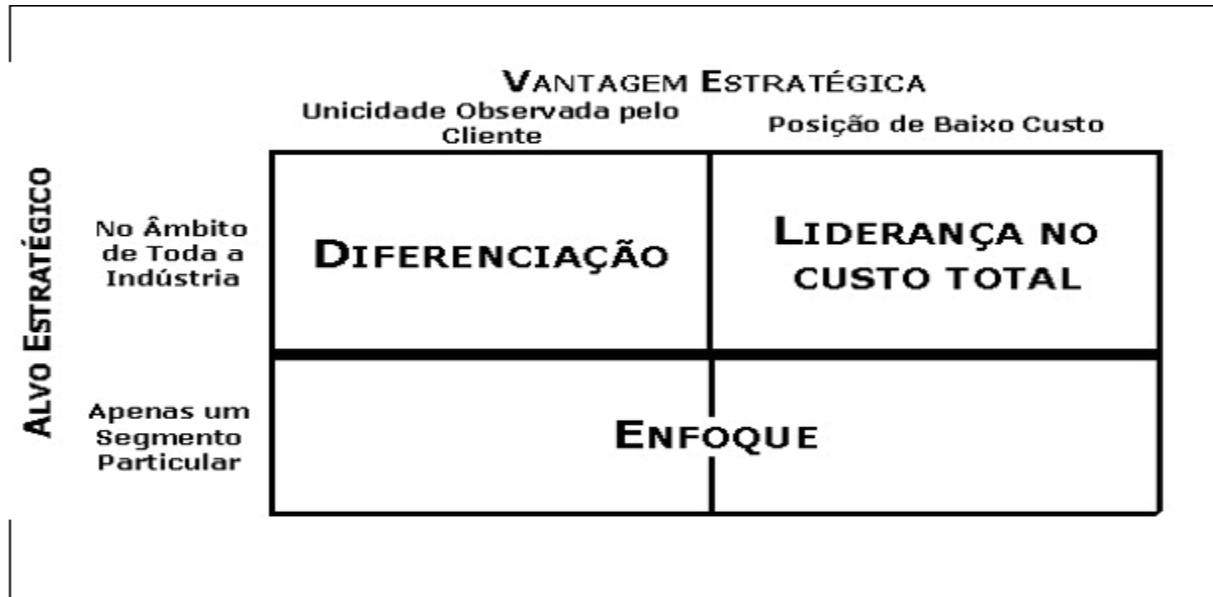 VANTAGEM ESTRATÉGICA
Unicidade Observada pelo
Cliente
Posição de Baixo Custo
ALVO ESTRATÉGICO
No Âmbito
de Toda a
Indústria
DIFERENCIAÇÃO
LIDERANÇA NO
CUSTO TOTAL
Apenas um
Segmento
Particular
ENFOQUE